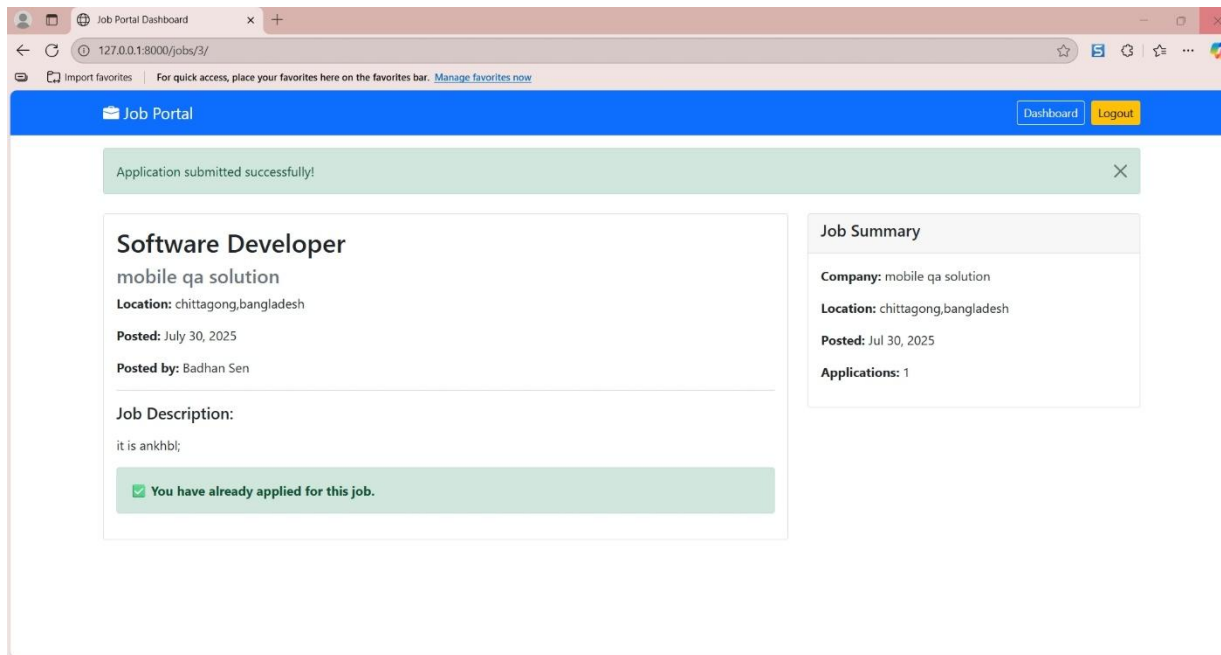 Job Portal Dashboard
127.0.0.1:8000/jobs/3/
Import favorites For quick access, place your favorites here on the favorites bar. Manage favorites now
Job Portal Dashboard Logout
Application submitted successfully!
Software Developer
mobile qa solution
Location: chittagong,bangladesh
Posted: July 30, 2025
Posted by: Badhan Sen
Job Description:
it is ankhbl;
✅ You have already applied for this job.
Job Summary
Company: mobile qa solution
Location: chittagong,bangladesh
Posted: Jul 30, 2025
Applications: 1